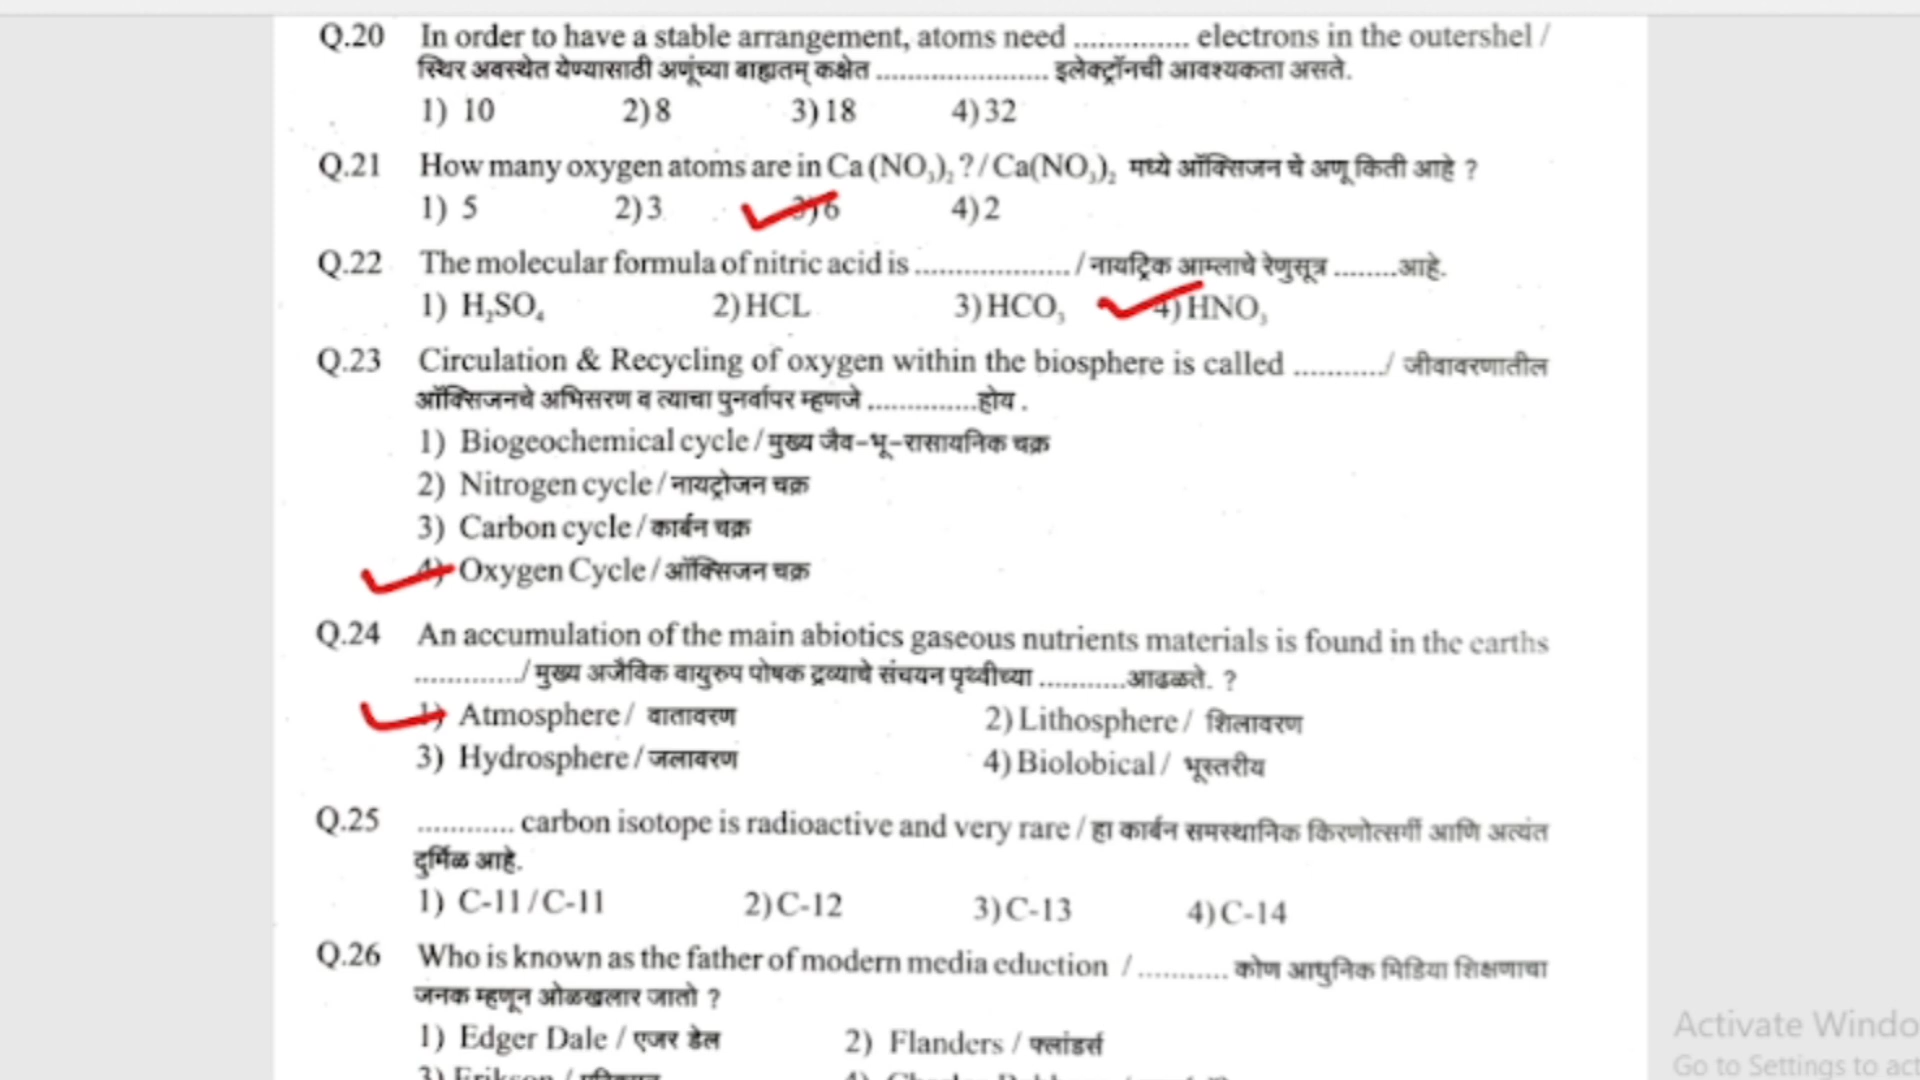 Q.20 In order to have a stable arrangement, atoms need .............. electrons in the outershel /
स्थिर अवस्थेत येण्यासाठी अणूंच्या बाह्यतम् कक्षेत ..................... इलेक्ट्रॉनची आवश्यकता असते.
1) 10 2) 8 3) 18 4) 32
Q.21 How many oxygen atoms are in Ca (NO₃)₂ ? / Ca(NO₃)₂ मध्ये ऑक्सिजन चे अणू किती आहे ?
1) 5 2) 3 3) 6 4) 2
Q.22 The molecular formula of nitric acid is ................... / नायट्रिक आम्लाचे रेणुसूत्र ........आहे.
1) H₂SO₄ 2) HCL 3) HCO₃ 4) HNO₃
Q.23 Circulation & Recycling of oxygen within the biosphere is called .........../ जीवावरणातील
ऑक्सिजनचे अभिसरण व त्याचा पुनर्वापर म्हणजे ..............होय .
1) Biogeochemical cycle / मुख्य जैव-भू-रासायनिक चक्र
2) Nitrogen cycle / नायट्रोजन चक्र
3) Carbon cycle / कार्बन चक्र
4) Oxygen Cycle / ऑक्सिजन चक्र
Q.24 An accumulation of the main abiotics gaseous nutrients materials is found in the earths
............./ मुख्य अजैविक वायुरुप पोषक द्रव्याचे संचयन पृथ्वीच्या ...........आढळते. ?
1) Atmosphere / वातावरण 2) Lithosphere / शिलावरण
3) Hydrosphere / जलावरण 4) Biolobical / भूस्तरीय
Q.25 ............ carbon isotope is radioactive and very rare / हा कार्बन समस्थानिक किरणोत्सर्गी आणि अत्यंत
दुर्मिळ आहे.
1) C-11 / C-11 2) C-12 3) C-13 4) C-14
Q.26 Who is known as the father of modern media eduction / ........... कोण आधुनिक मिडिया शिक्षणाचा
जनक म्हणून ओळखलार जातो ?
1) Edger Dale / एजर डेल 2) Flanders / फ्लांडर्स
3) Erikson /
Activate Windo
Go to Settings to act